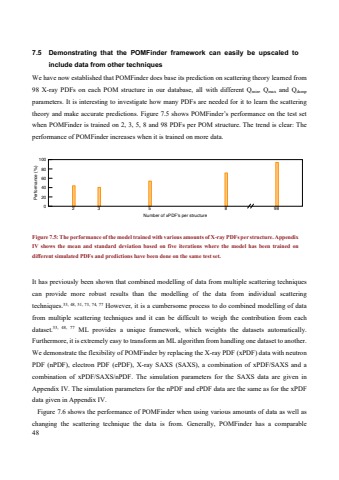 7.5 Demonstrating that the POMFinder framework can easily be upscaled to
include data from other techniques
We have now established that POMFinder does base its prediction on scattering theory learned from
98 X-ray PDFs on each POM structure in our database, all with different Qmin, Qmax and Qdamp
parameters. It is interesting to investigate how many PDFs are needed for it to learn the scattering
theory and make accurate predictions. Figure 7.5 shows POMFinder's performance on the test set
when POMFinder is trained on 2, 3, 5, 8 and 98 PDFs per POM structure. The trend is clear: The
performance of POMFinder increases when it is trained on more data.
100
80
60
40
20
0
Performance (%)
2 3 5 8 98
Number of xPDFs per structure
Figure 7.5: The performance of the model trained with various amounts of X-ray PDFs per structure. Appendix
IV shows the mean and standard deviation based on five iterations where the model has been trained on
different simulated PDFs and predictions have been done on the same test set.
It has previously been shown that combined modelling of data from multiple scattering techniques
can provide more robust results than the modelling of the data from individual scattering
techniques. However, it is a cumbersome process to do combined modelling of data
from multiple scattering techniques and it can be difficult to weigh the contribution from each
dataset. ML provides a unique framework, which weights the datasets automatically.
Furthermore, it is extremely easy to transform an ML algorithm from handling one dataset to another.
We demonstrate the flexibility of POMFinder by replacing the X-ray PDF (xPDF) data with neutron
PDF (nPDF), electron PDF (ePDF), X-ray SAXS (SAXS), a combination of xPDF/SAXS and a
combination of xPDF/SAXS/nPDF. The simulation parameters for the SAXS data are given in
Appendix IV. The simulation parameters for the nPDF and ePDF data are the same as for the xPDF
data given in Appendix IV.
Figure 7.6 shows the performance of POMFinder when using various amounts of data as well as
changing the scattering technique the data is from. Generally, POMFinder has a comparable
48